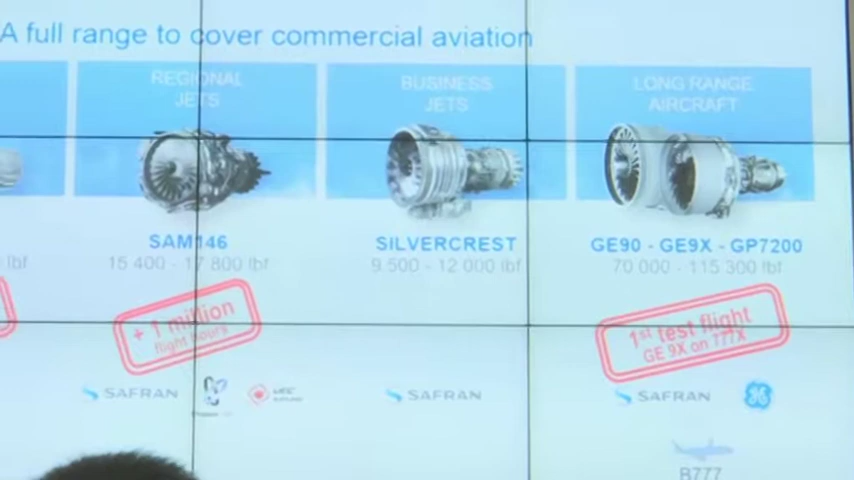 A full range to cover commercial aviation
REGIONAL
JETS
BUSINESS
JETS
LONG RANGE
AIRCRAFT
lbf
SAM146
15 400 - 17 800 lbf
SILVERCREST
9 500 - 12 000 lbf
GE90 - GE9X - GP7200
70 000 - 115 300 lbf
+ 1 million
flight hours
1st test flight
GE 9X on 777X
SAFRAN
SAFRAN
SAFRAN
GE
B777